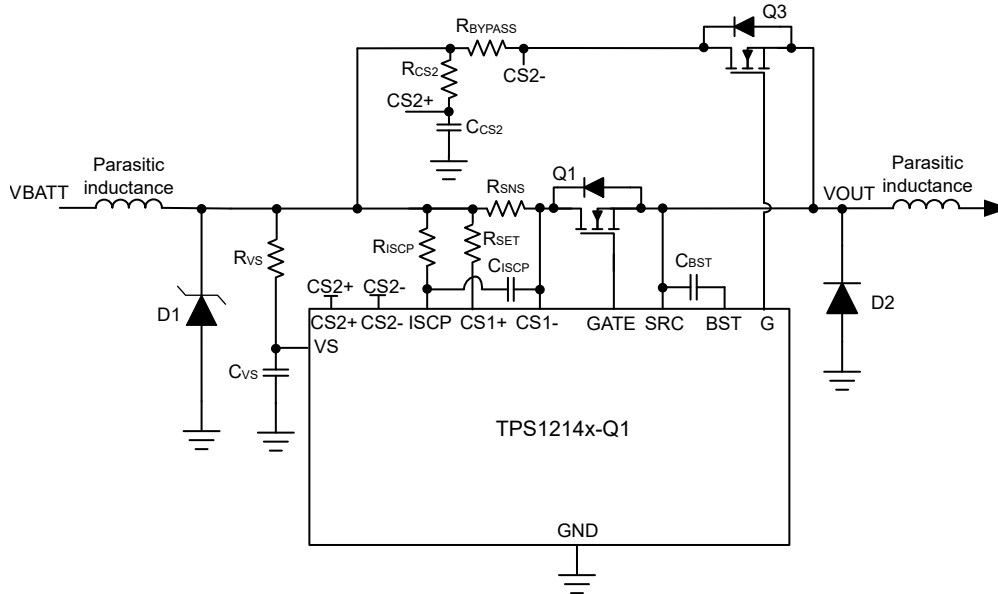 Q3
RBYPASS
RCS2
CS2-
CS2+
CCS2
Parasitic
inductance
Parasitic
inductance
VBATT
Q1
VOUT
RSNS
RVS
RISCP
RSET
CISCP
CBST
CS2+
CS2-
D1
D2
CS2+
CS2-
ISCP
CS1+
CS1-
GATE
SRC
BST
G
VS
CVS
TPS1214x-Q1
GND